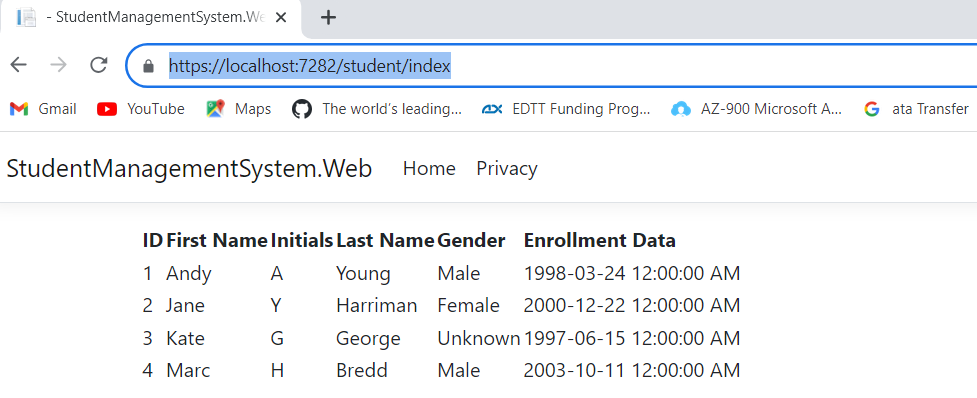 - StudentManagementSystem.We
https://localhost:7282/student/index
Gmail YouTube Maps The world's leading... EDTT Funding Prog... AZ-900 Microsoft A... ata Transfer
StudentManagementSystem.Web Home Privacy
ID First Name Initials Last Name Gender Enrollment Data
1 Andy A Young Male 1998-03-24 12:00:00 AM
2 Jane Y Harriman Female 2000-12-22 12:00:00 AM
3 Kate G George Unknown 1997-06-15 12:00:00 AM
4 Marc H Bredd Male 2003-10-11 12:00:00 AM